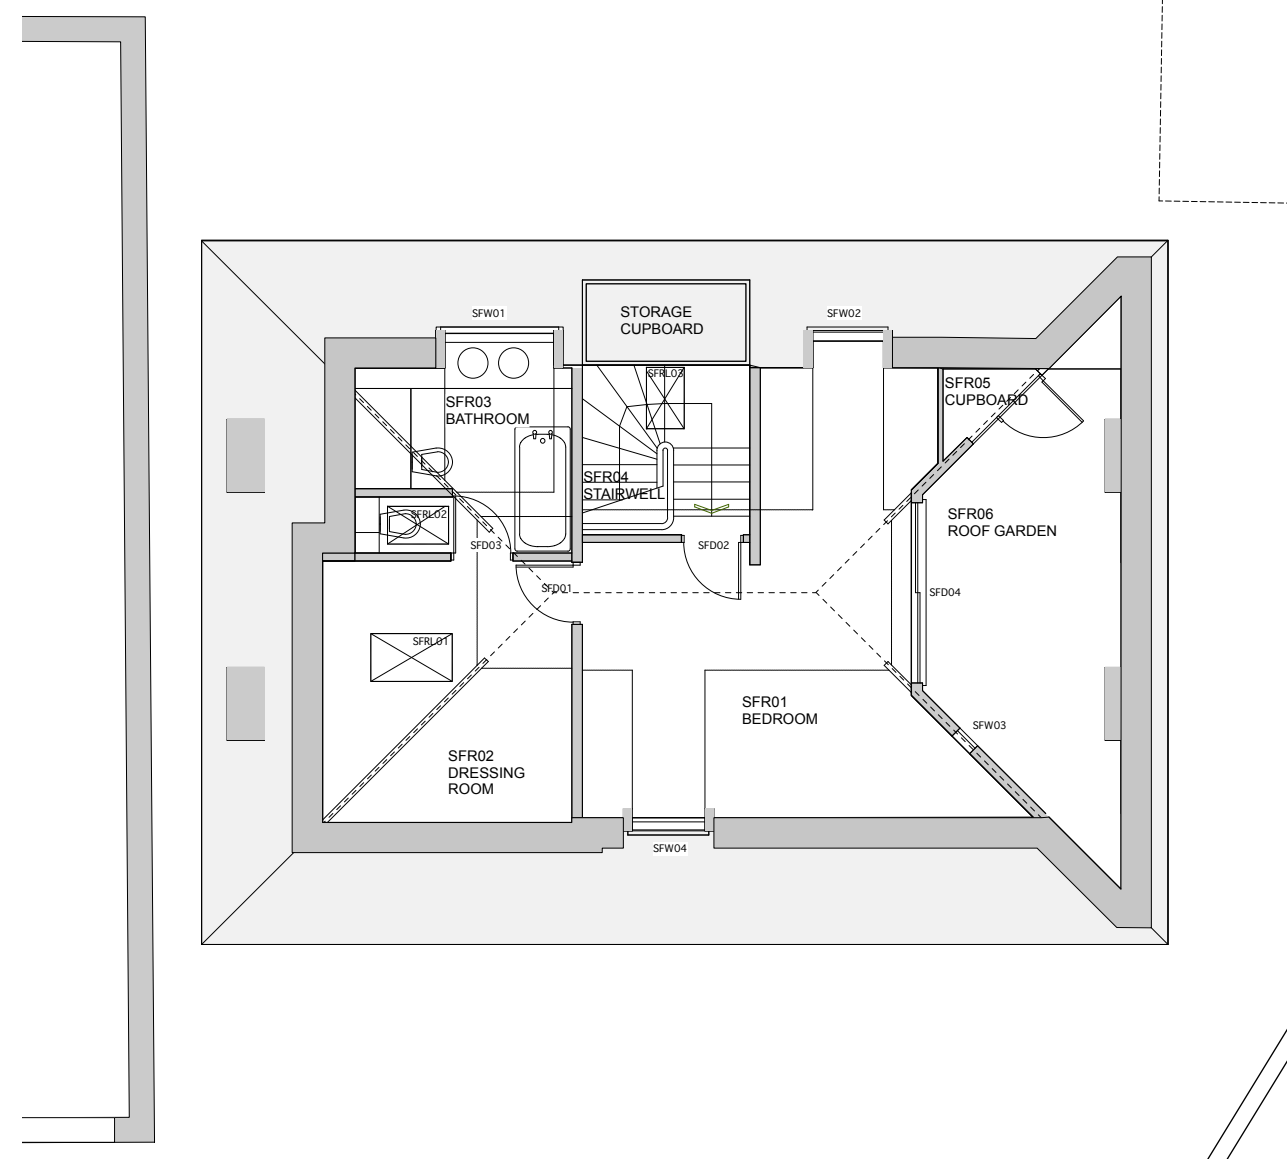 STORAGE
CUPBOARD
SFW01
SFW02
SFRL03
SFR05
CUPBOARD
SFR03
BATHROOM
SFR04
STAIRWELL
SFRL02
SFR06
ROOF GARDEN
SFD03
SFD02
SFD01
SFD04
SFRL01
SFR01
BEDROOM
SFW03
SFR02
DRESSING
ROOM
SFW04